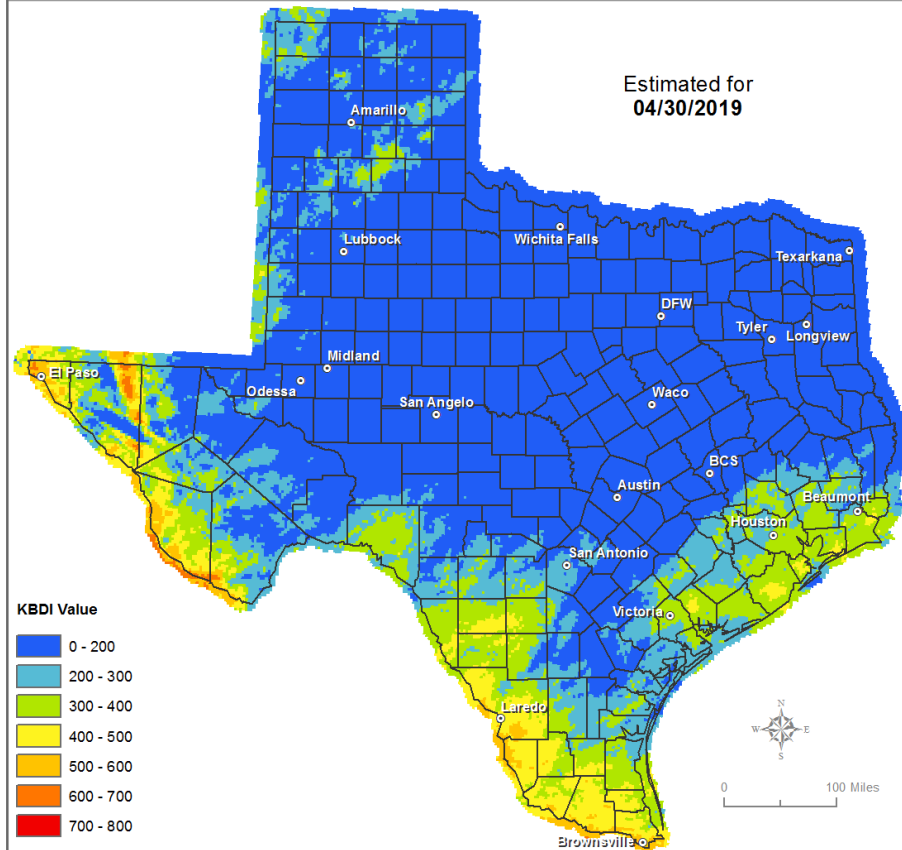 Estimated for
04/30/2019
Amarillo
Lubbock
Wichita Falls
Texarkana
DFW
Tyler
Longview
Midland
El Paso
Odessa
San Angelo
Waco
BCS
Austin
Beaumont
Houston
San Antonio
Victoria
Laredo
Brownsville
KBDI Value
0 - 200
200 - 300
300 - 400
400 - 500
500 - 600
600 - 700
700 - 800
N
W E
S
0 100 Miles